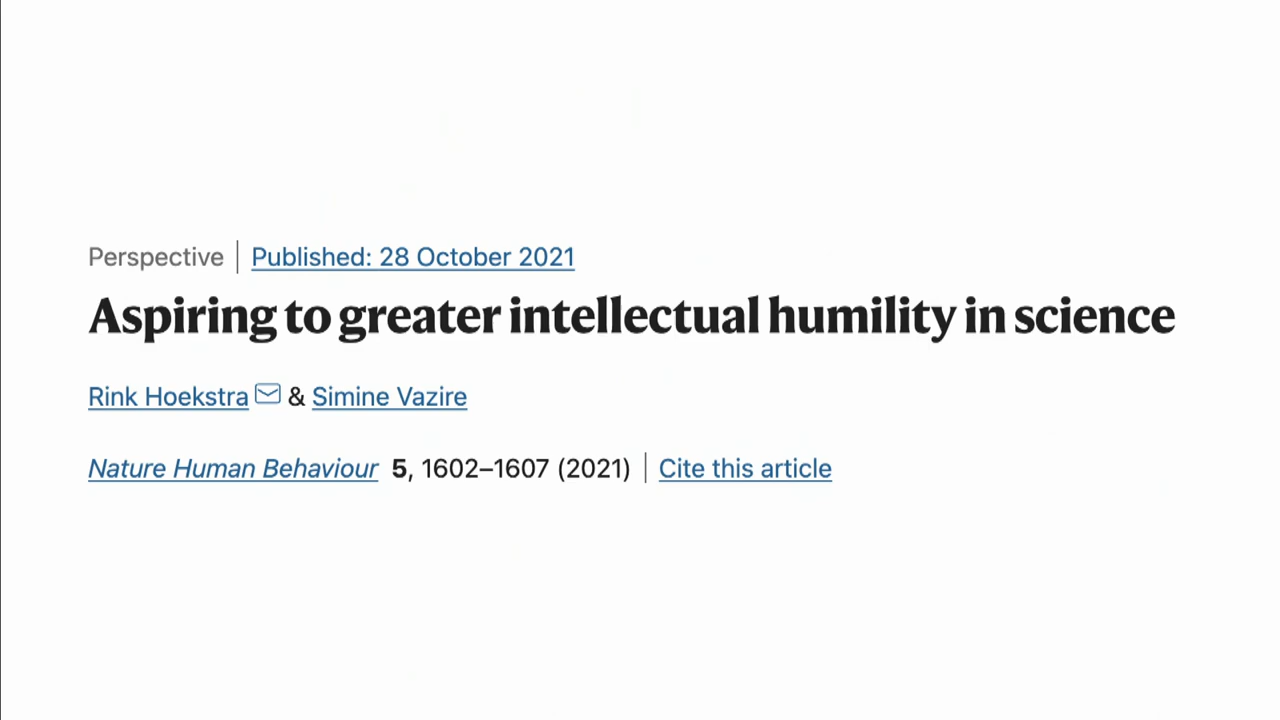 Perspective | Published: 28 October 2021
Aspiring to greater intellectual humility in science
Rink Hoekstra & Simine Vazire
Nature Human Behaviour 5, 1602–1607 (2021) | Cite this article